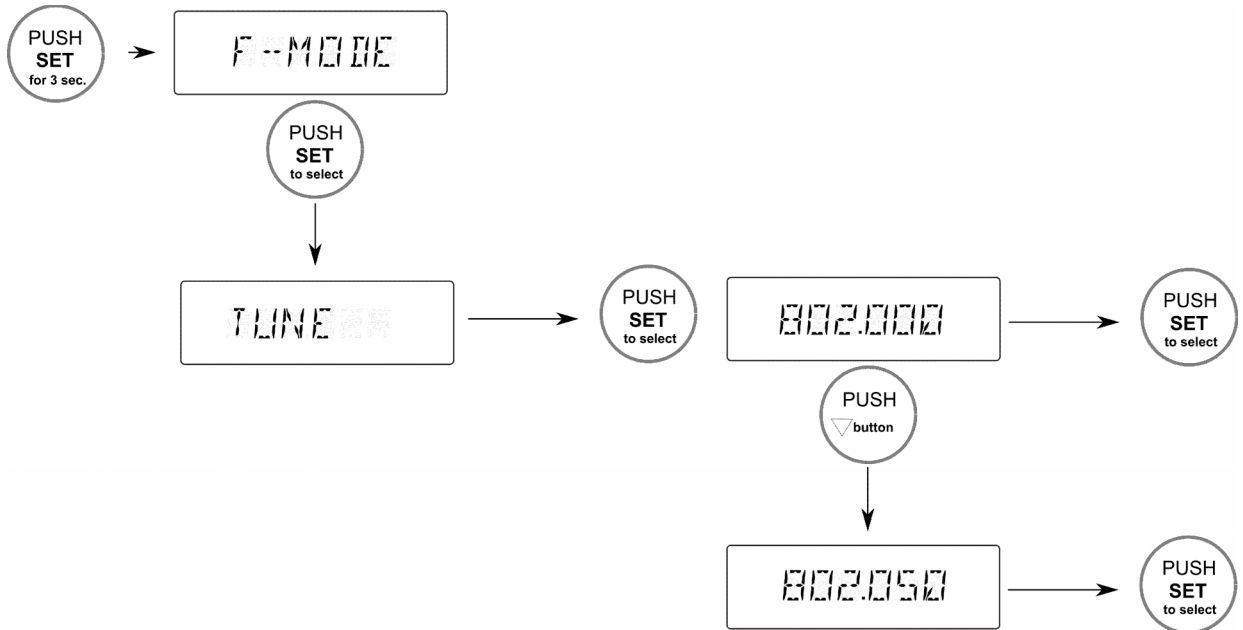 PUSH
SET
for 3 sec.
F--MODE
PUSH
SET
to select
TUNE
PUSH
SET
to select
802.000
PUSH
SET
to select
PUSH
button
802.050
PUSH
SET
to select